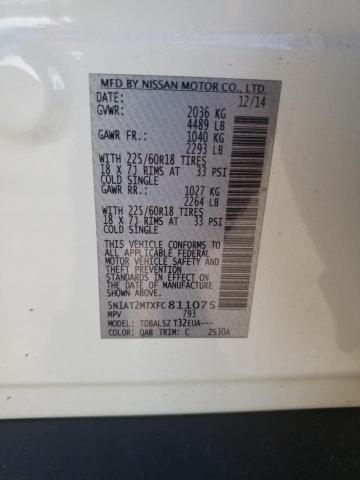 MFD BY NISSAN MOTOR CO., LTD.
DATE: 12/14
GVWR: 2036 KG
4489 LB
GAWR FR: 1040 KG
2293 LB
WITH 225/60R18 TIRES
18 X 7J RIMS AT 33 PSI
COLD SINGLE
GAWR RR: 1027 KG
2264 LB
WITH 225/60R18 TIRES
18 X 7J RIMS AT 33 PSI
COLD SINGLE
THIS VEHICLE CONFORMS TO
ALL APPLICABLE FEDERAL
MOTOR VEHICLE SAFETY AND
THEFT PREVENTION
STANDARDS IN EFFECT ON
THE DATE OF MANUFACTURE
SHOWN ABOVE.
5N1AT2MTXFC811075
MPV 793
MODEL: TDBALSZ T32EUA---
COLOR: QAB TRIM: C 2530A